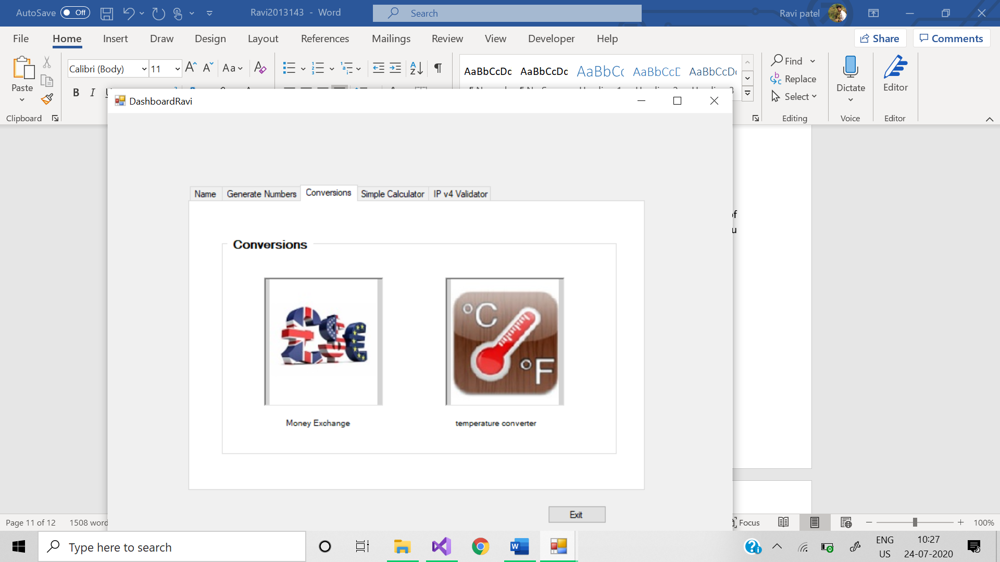 AutoSave Off Ravi2013143 - Word Search Ravi patel
File Home Insert Draw Design Layout References Mailings Review View Developer Help Share Comments
Calibri (Body) 11 Aa AaBbCcDc AaBbCcDc AaBbCc AaBbCcD AaBbCcD
Paste Find Replace Select Dictate Editor
B I U
Clipboard Editing Voice Editor
DashboardRavi
Name Generate Numbers Conversions Simple Calculator IP v4 Validator
of
u
Conversions
°C
°F
Money Exchange temperature converter
Exit
Page 11 of 12 1508 word Focus 100%
Type here to search ENG 10:27
US 24-07-2020